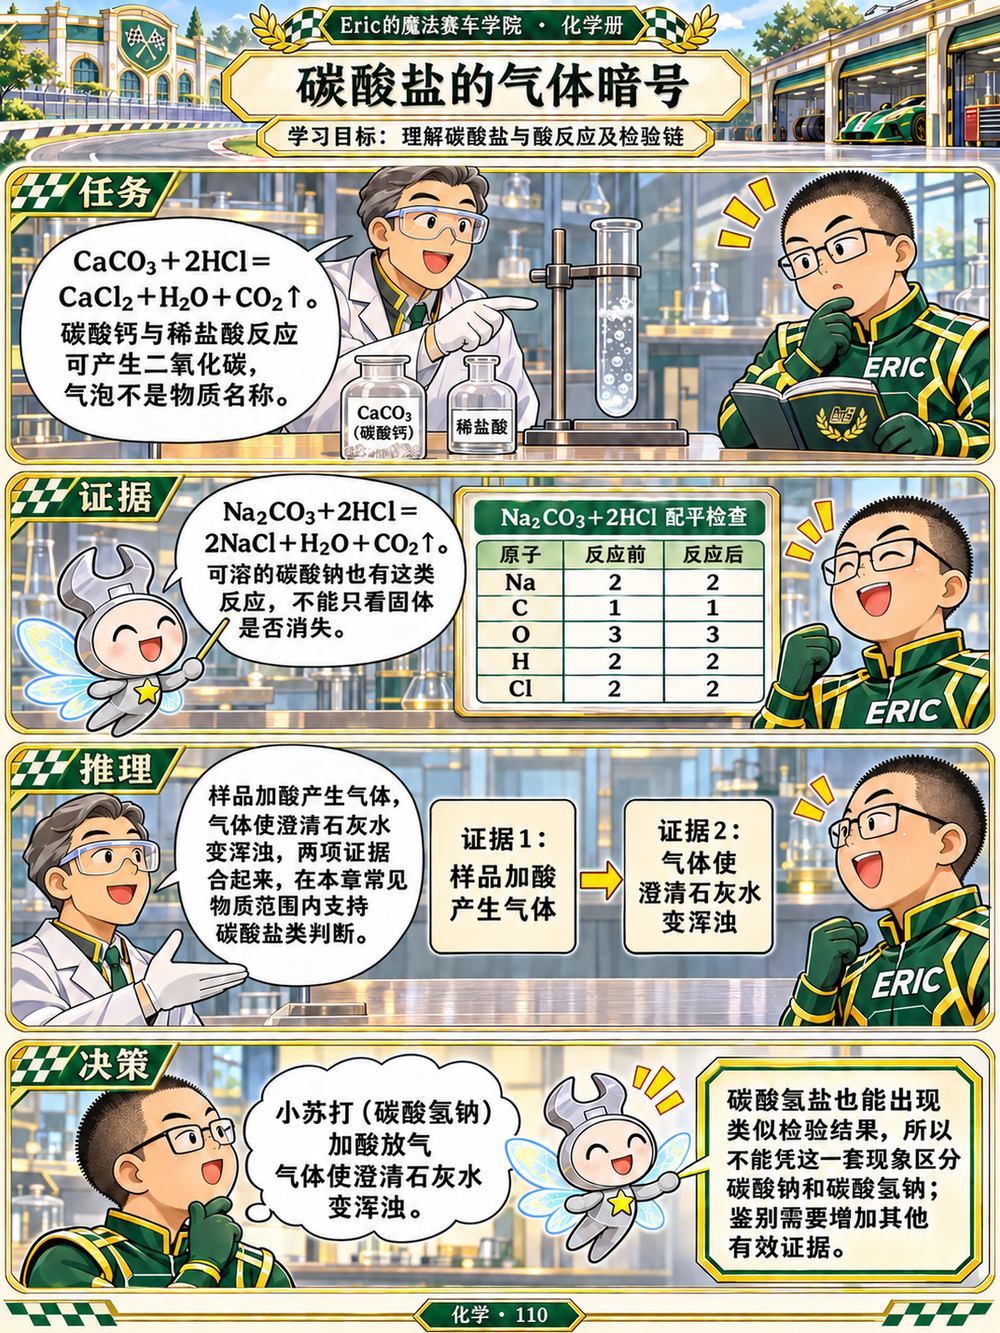 Eric的魔法赛车学院 · 化学册
碳酸盐的气体暗号
学习目标：理解碳酸盐与酸反应及检验链
任务
CaCO₃＋2HCl＝
CaCl₂＋H₂O＋CO₂↑。
碳酸钙与稀盐酸反应
可产生二氧化碳，
气泡不是物质名称。
CaCO₃
（碳酸钙）
稀盐酸
ERIC
证据
Na₂CO₃+2HCl＝
2NaCl＋H₂O＋CO₂↑。
可溶的碳酸钠也有这类
反应，不能只看固体
是否消失。
Na₂CO₃＋2HCl 配平检查
原子 反应前 反应后
Na 2 2
C 1 1
O 3 3
H 2 2
Cl 2 2
ERIC
推理
样品加酸产生气体，
气体使澄清石灰水
变浑浊，两项证据
合起来，在本章常见
物质范围内支持
碳酸盐类判断。
证据1：
样品加酸
产生气体
证据2：
气体使
澄清石灰水
变浑浊
ERIC
决策
小苏打（碳酸氢钠）
加酸放气
气体使澄清石灰水
变浑浊。
碳酸氢盐也能出现
类似检验结果，所以
不能凭这一套现象区分
碳酸钠和碳酸氢钠；
鉴别需要增加其他
有效证据。
化学 · 110